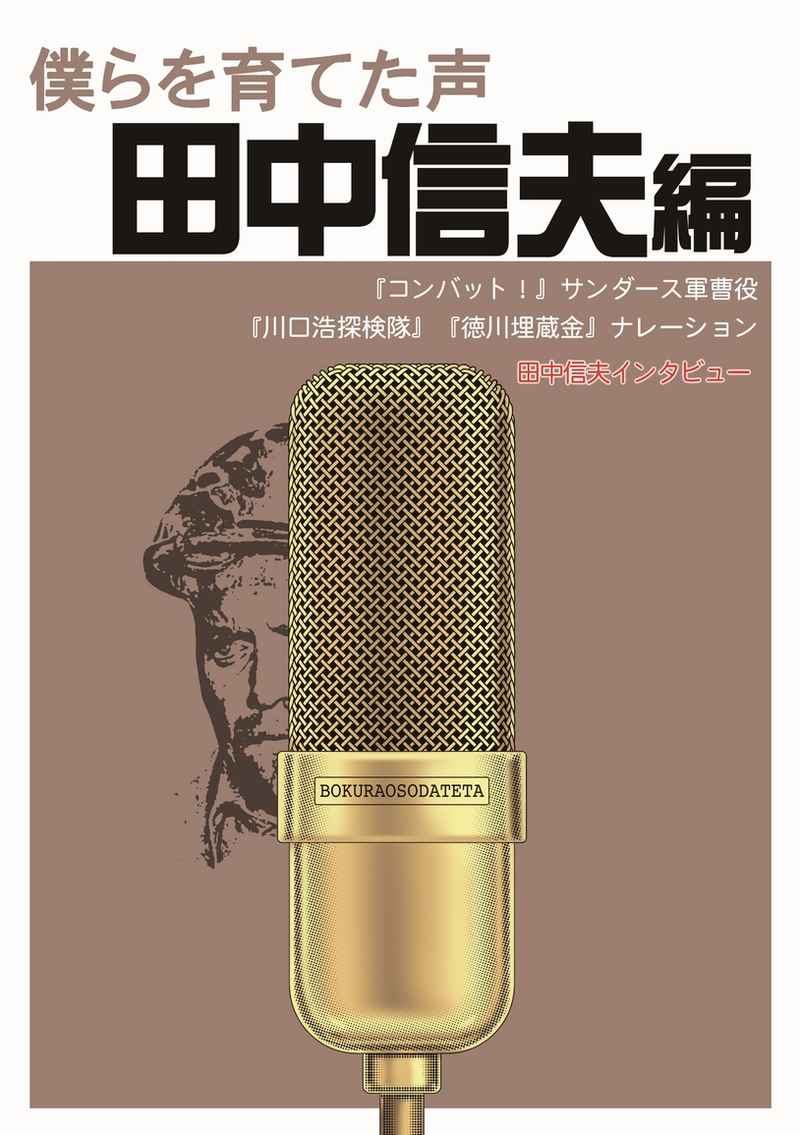 僕らを育てた声
田中信夫編
『コンバット！』サンダース軍曹役
『川口浩探検隊』『徳川埋蔵金』ナレーション
田中信夫インタビュー
BOKURAOSODATETA